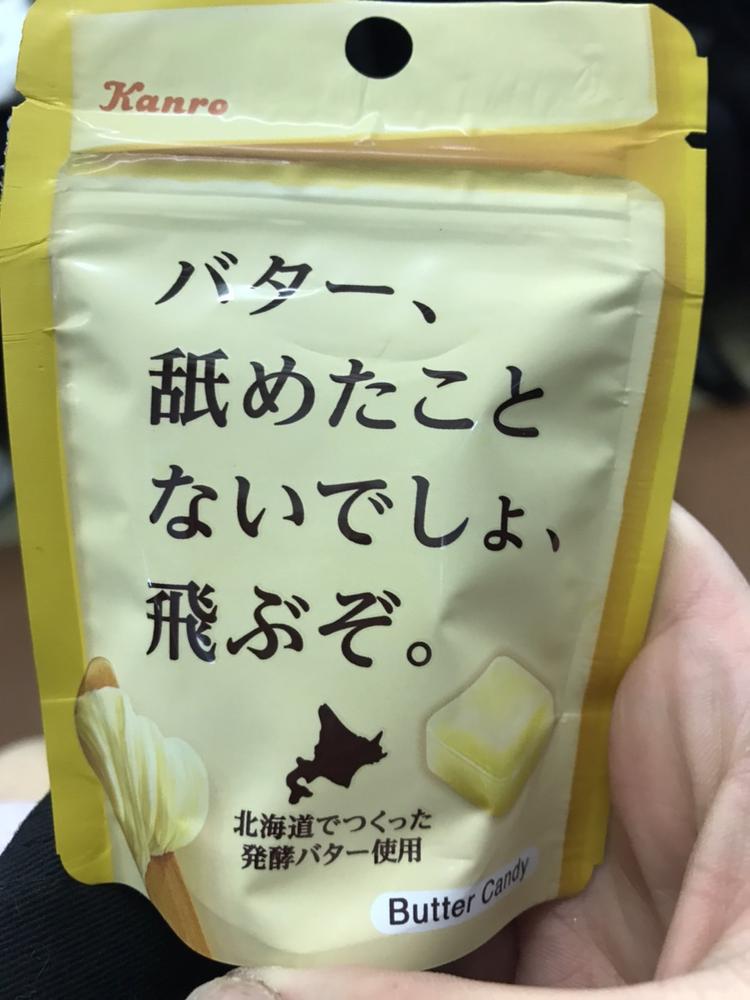 Kanro
バター、
舐めたこと
ないでしょ、
飛ぶぞ。
北海道でつくった
発酵バター使用
Butter Candy